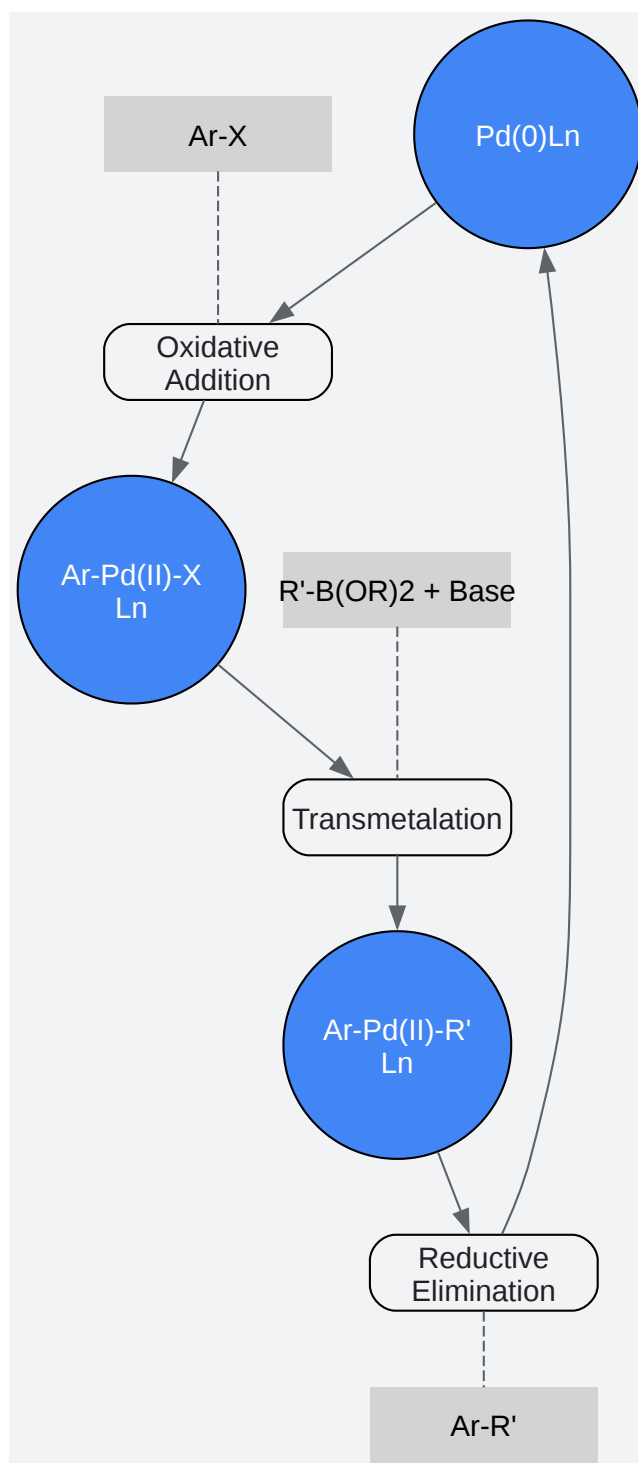 Pd(0)Ln
Ar-X
Oxidative
Addition
Ar-Pd(II)-X
Ln
R'-B(OR)2 + Base
Transmetalation
Ar-Pd(II)-R'
Ln
Reductive
Elimination
Ar-R'